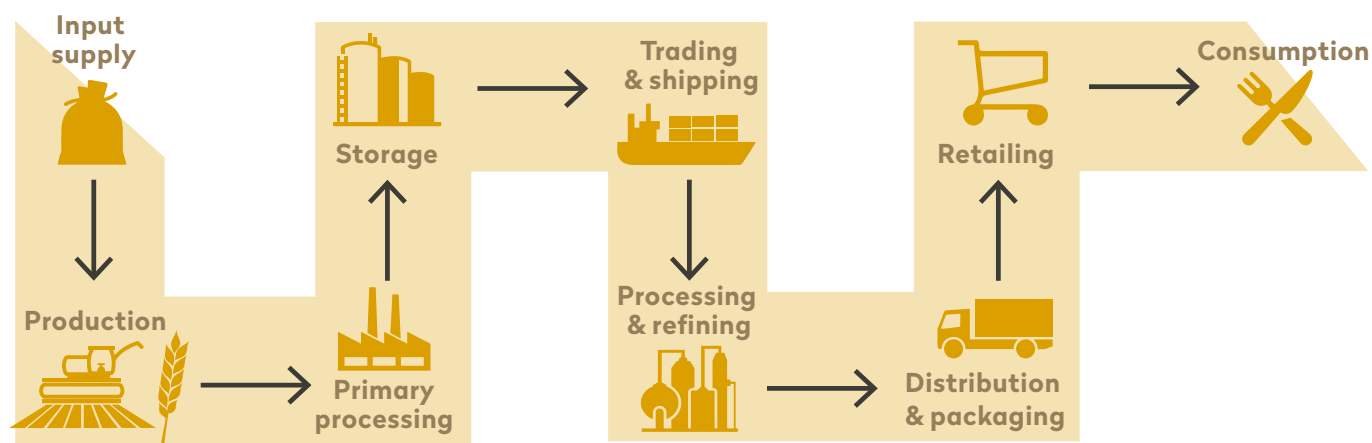 Input
supply
Production
Primary
processing
Storage
Trading
& shipping
Processing
& refining
Distribution
& packaging
Retailing
Consumption